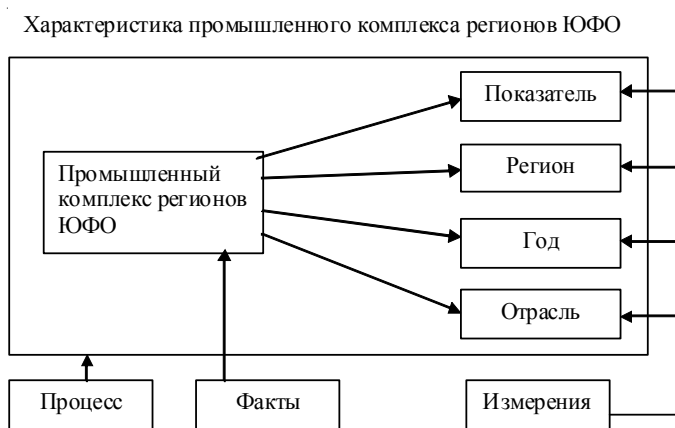 Характеристика промышленного комплекса регионов ЮФО
Показатель
Промышленный
комплекс регионов
ЮФО
Регион
Год
Отрасль
Процесс
Факты
Измерения